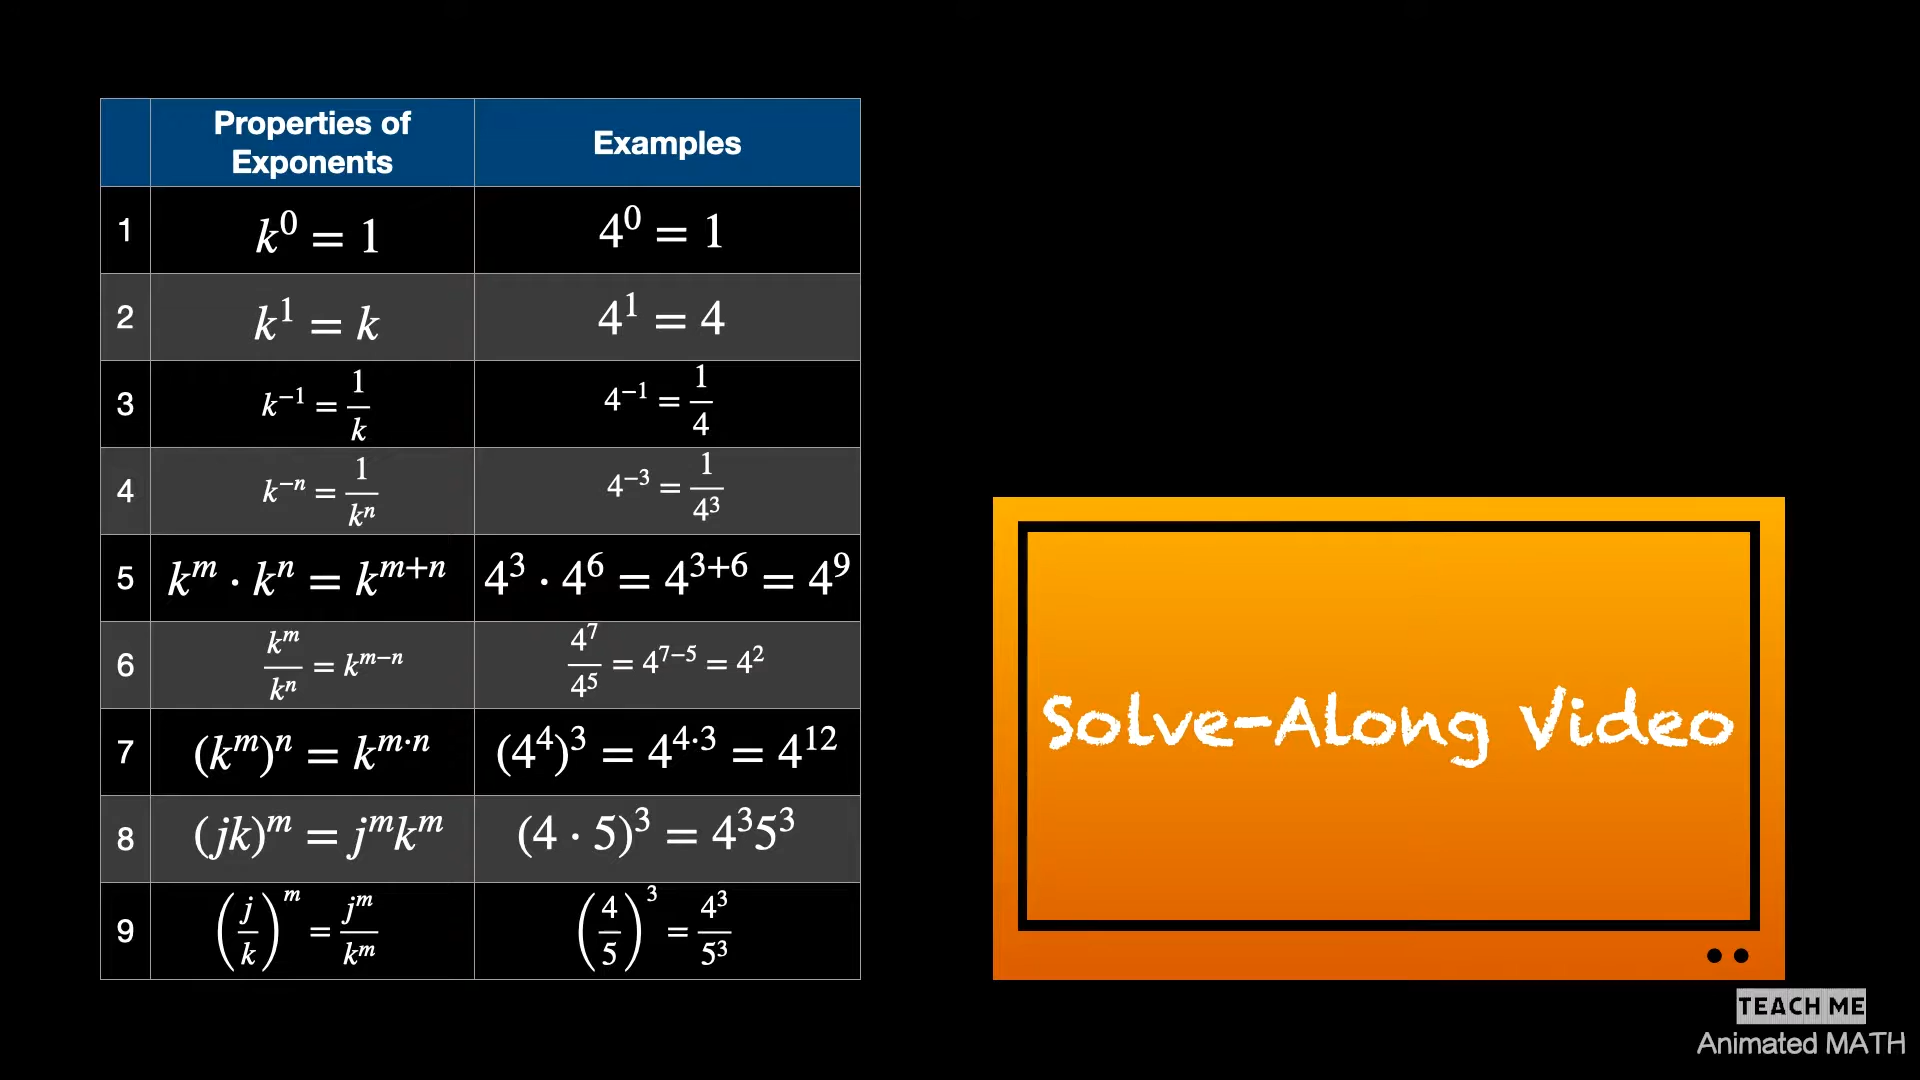 Properties of
Exponents
Examples
1
k⁰ = 1
4⁰ = 1
2
k¹ = k
4¹ = 4
3
k⁻¹ = 1/k
4⁻¹ = 1/4
4
k⁻ⁿ = 1/kⁿ
4⁻³ = 1/4³
5
kᵐ · kⁿ = kᵐ⁺ⁿ
4³ · 4⁶ = 4³⁺⁶ = 4⁹
6
kᵐ/kⁿ = kᵐ⁻ⁿ
4⁷/4⁵ = 4⁷⁻⁵ = 4²
7
(kᵐ)ⁿ = kᵐ·ⁿ
(4⁴)³ = 4⁴·³ = 4¹²
8
(jk)ᵐ = jᵐkᵐ
(4 · 5)³ = 4³5³
9
(j/k)ᵐ = jᵐ/kᵐ
(4/5)³ = 4³/5³
Solve-Along Video
TEACH ME
Animated MATH